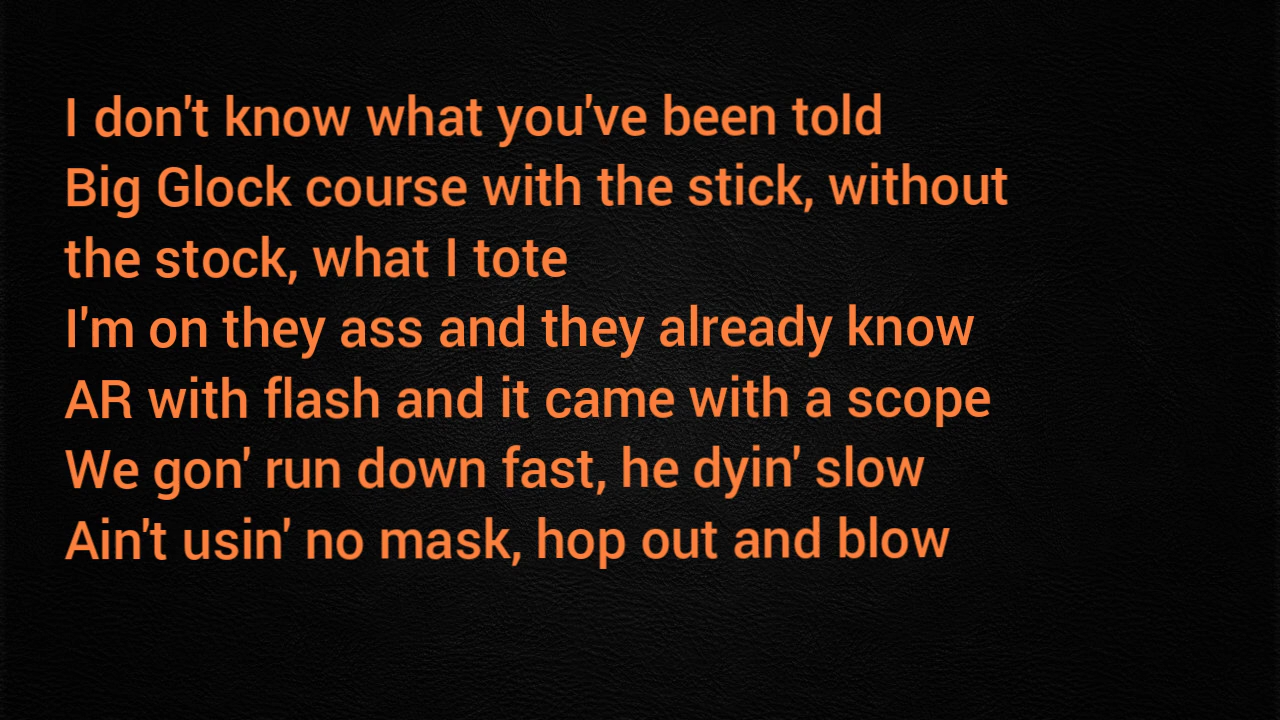 I don't know what you've been told
Big Glock course with the stick, without
the stock, what I tote
I'm on they ass and they already know
AR with flash and it came with a scope
We gon' run down fast, he dyin' slow
Ain't usin' no mask, hop out and blow